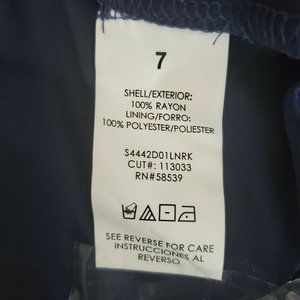 7
SHELL/EXTERIOR:
100% RAYON
LINING/FORRO:
100% POLYESTER/POLIESTER
S4442D01LNRK
CUT#: 113033
RN#58539
SEE REVERSE FOR CARE
INSTRUCCIONES AL
REVERSO